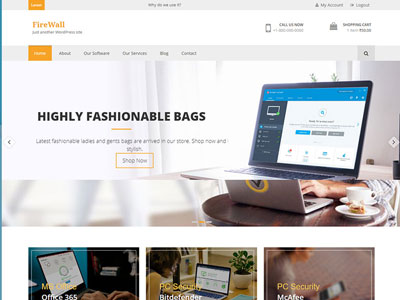 Latest
Why do we use it?
My Account
Logout
FireWall
Just another WordPress site
CALL US NOW
+1-000-000-0000
SHOPPING CART
1 item ₹50.00
Home
About
Our Software
Our Services
Blog
Contact
HIGHLY FASHIONABLE BAGS
Latest fashionable ladies and gents bags are arrived in our store. Shop now and
stylish.
Shop Now
Ms Office
Office 365
PC Security
Bitdefender
PC Security
McAfee